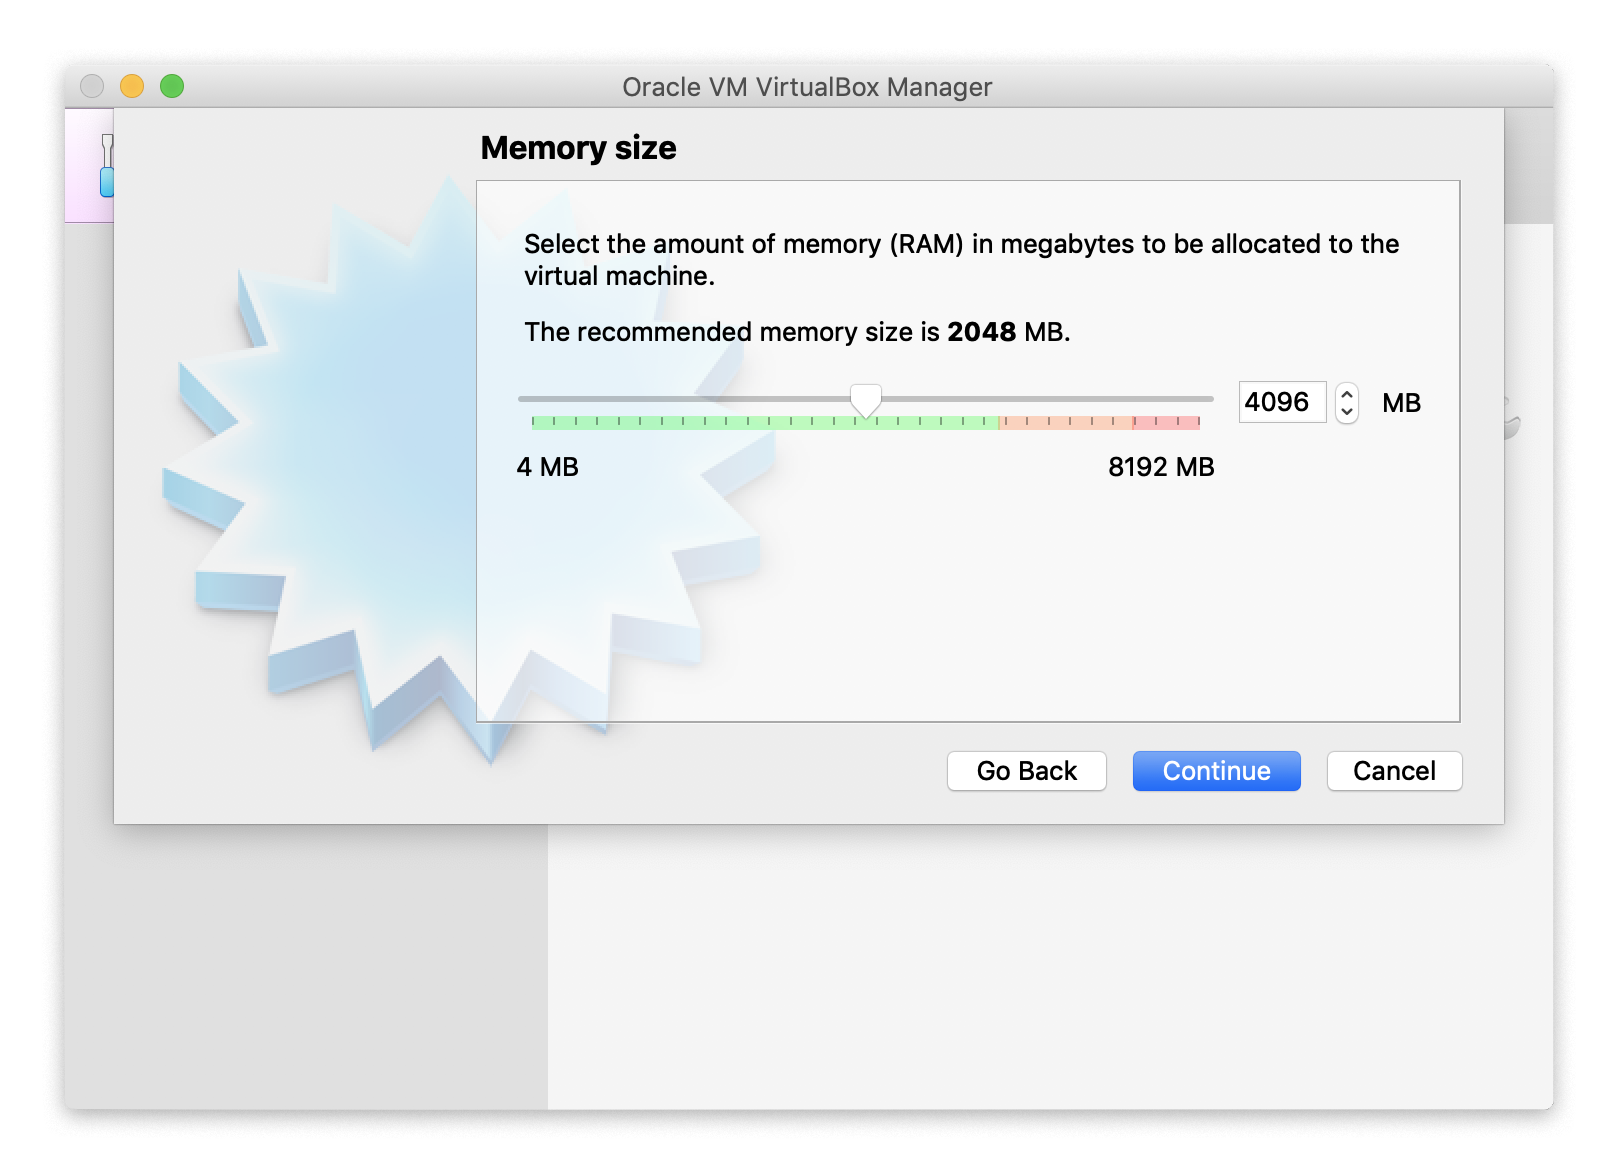 Oracle VM VirtualBox Manager
Memory size
Select the amount of memory (RAM) in megabytes to be allocated to the
virtual machine.
The recommended memory size is 2048 MB.
4096 MB
4 MB 8192 MB
Go Back Continue Cancel